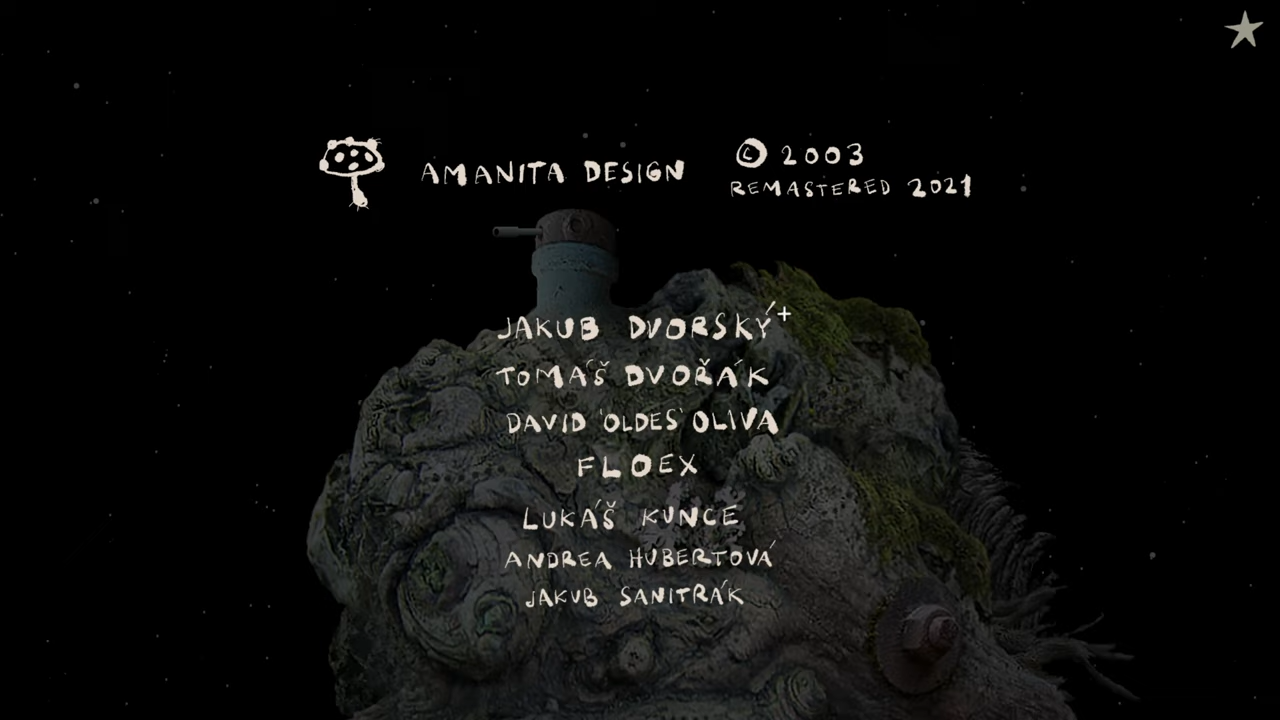 AMANITA DESIGN
© 2003
REMASTERED 2021
JAKUB DVORSKÝ+
TOMÁŠ DVOŘÁK
DAVID 'OLDES' OLIVA
FLOEX
LUKÁŠ KUNCE
ANDREA HUBERTOVÁ
JAKUB SANITRÁK